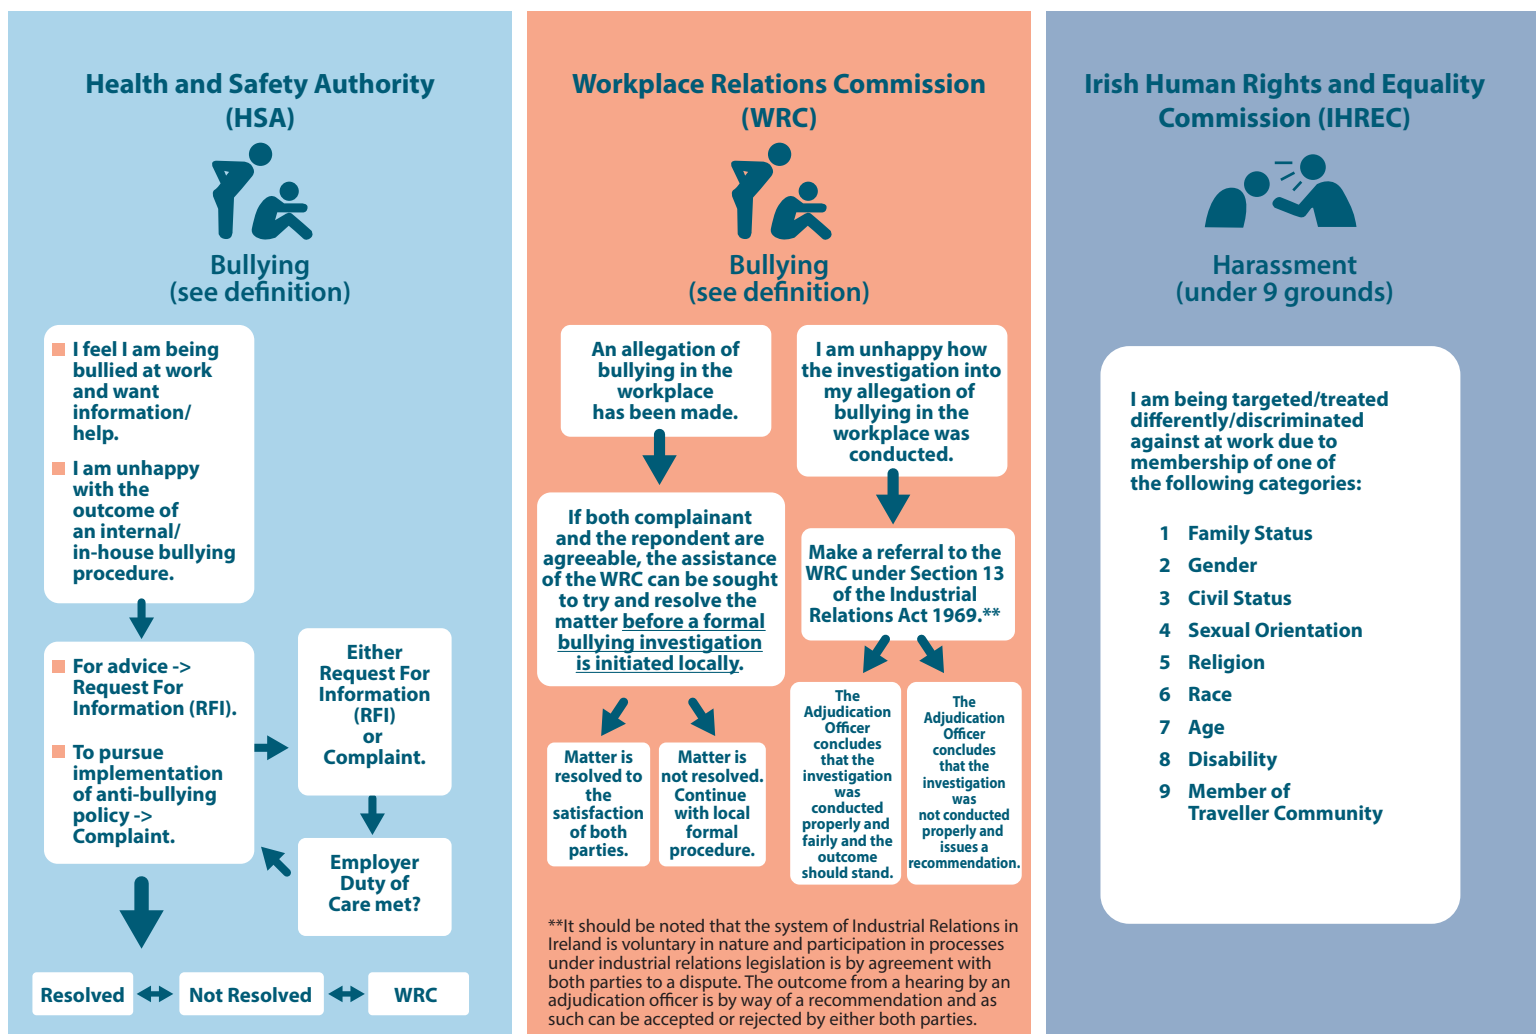 Health and Safety Authority
(HSA)
Bullying
(see definition)
I feel I am being
bullied at work
and want
information/
help.
I am unhappy
with the
outcome of
an internal/
in-house bullying
procedure.
For advice ->
Request For
Information (RFI).
To pursue
implementation
of anti-bullying
policy ->
Complaint.
Either
Request For
Information
(RFI)
or
Complaint.
Employer
Duty of
Care met?
Resolved
Not Resolved
WRC
Workplace Relations Commission
(WRC)
Bullying
(see definition)
An allegation of
bullying in the
workplace
has been made.
If both complainant
and the repondent are
agreeable, the assistance
of the WRC can be sought
to try and resolve the
matter before a formal
bullying investigation
is initiated locally.
Matter is
resolved to
the
satisfaction
of both
parties.
Matter is
not resolved.
Continue
with local
formal
procedure.
I am unhappy how
the investigation into
my allegation of
bullying in the
workplace was
conducted.
Make a referral to the
WRC under Section 13
of the Industrial
Relations Act 1969.**
The
Adjudication
Officer
concludes
that the
investigation
was
conducted
properly and
fairly and the
outcome
should stand.
The
Adjudication
Officer
concludes
that the
investigation
was
not conducted
properly and
issues a
recommendation.
**It should be noted that the system of Industrial Relations in
Ireland is voluntary in nature and participation in processes
under industrial relations legislation is by agreement with
both parties to a dispute. The outcome from a hearing by an
adjudication officer is by way of a recommendation and as
such can be accepted or rejected by either both parties.
Irish Human Rights and Equality
Commission (IHREC)
Harassment
(under 9 grounds)
I am being targeted/treated
differently/discriminated
against at work due to
membership of one of
the following categories:
1 Family Status
2 Gender
3 Civil Status
4 Sexual Orientation
5 Religion
6 Race
7 Age
8 Disability
9 Member of
Traveller Community